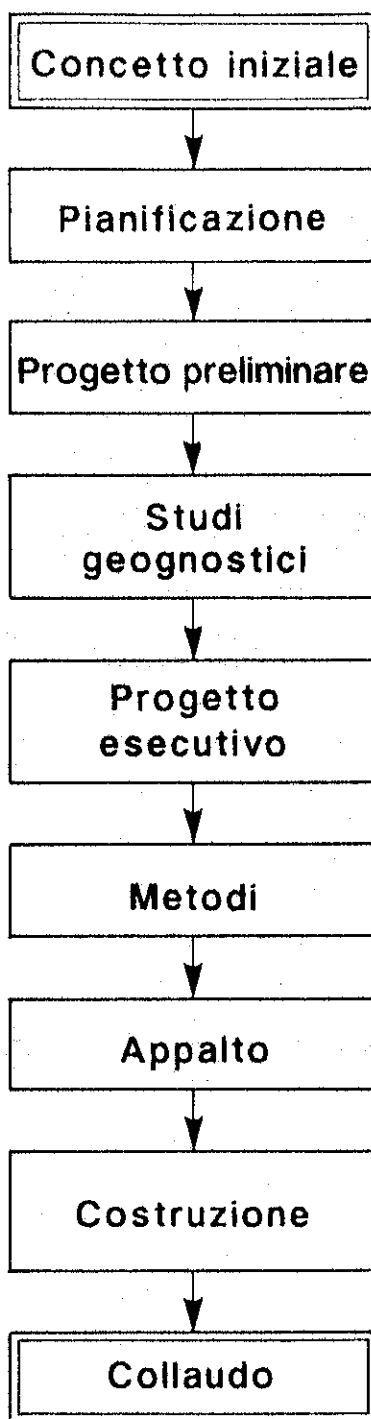 Concetto iniziale
Pianificazione
Progetto preliminare
Studi
geognostici
Progetto
esecutivo
Metodi
Appalto
Costruzione
Collaudo